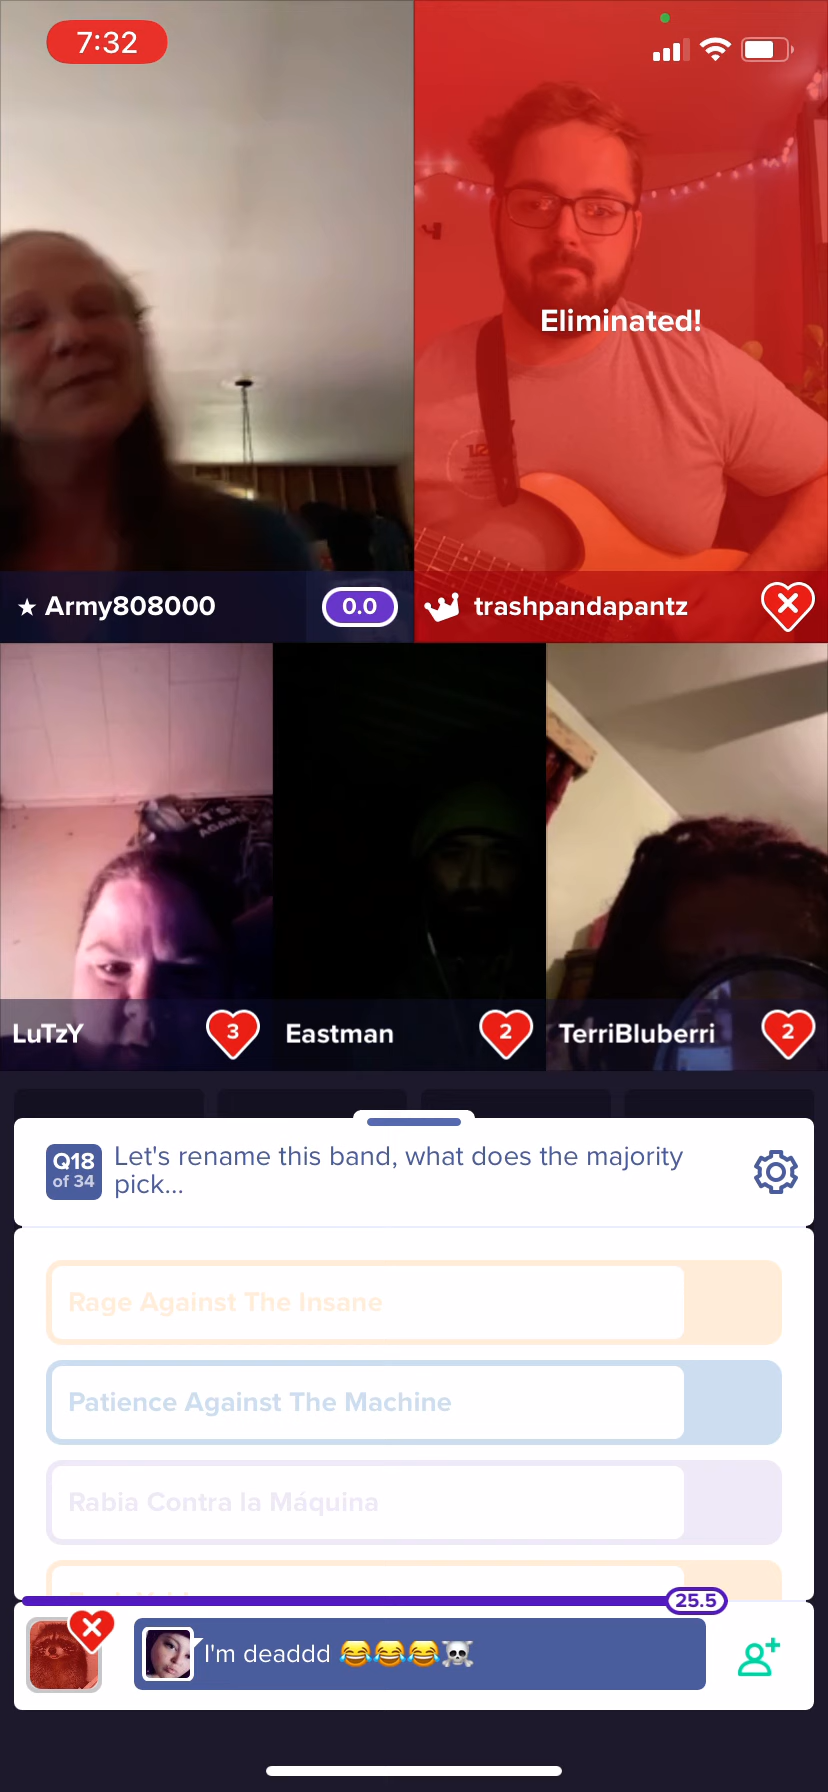 7:32
Eliminated!
★ Army808000
0.0
trashpandapantz
IT'S
AGAIN
LuTzY
3
Eastman
2
TerriBluberri
2
Q18
of 34
Let's rename this band, what does the majority
pick...
Rage Against The Insane
Patience Against The Machine
Rabia Contra la Máquina
25.5
I'm deaddd 😂😂😂☠️